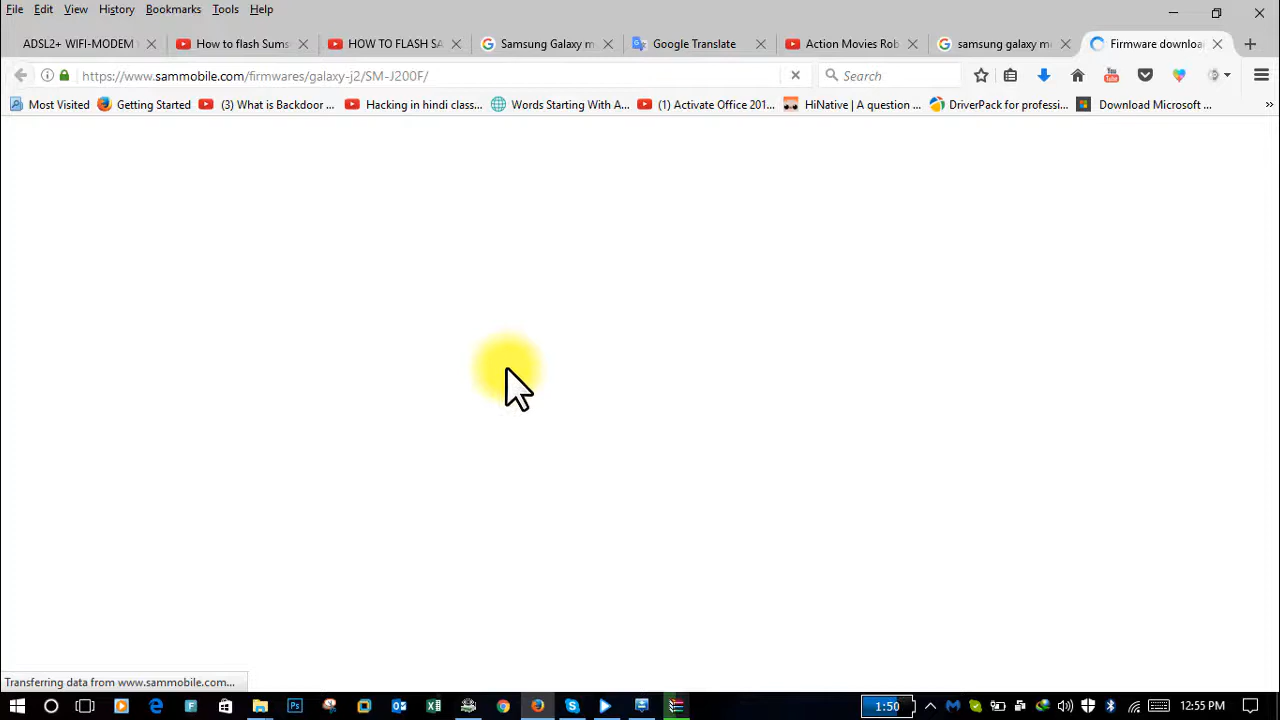 File Edit View History Bookmarks Tools Help
ADSL2+ WIFI-MODEM How to flash Sums HOW TO FLASH SA Samsung Galaxy m Google Translate Action Movies Rob samsung galaxy m Firmware downloa
https://www.sammobile.com/firmwares/galaxy-j2/SM-J200F/ Search
Most Visited Getting Started (3) What is Backdoor ... Hacking in hindi class... Words Starting With A... (1) Activate Office 201... HiNative | A question ... DriverPack for professi... Download Microsoft ...
Transferring data from www.sammobile.com...
1:50 12:55 PM